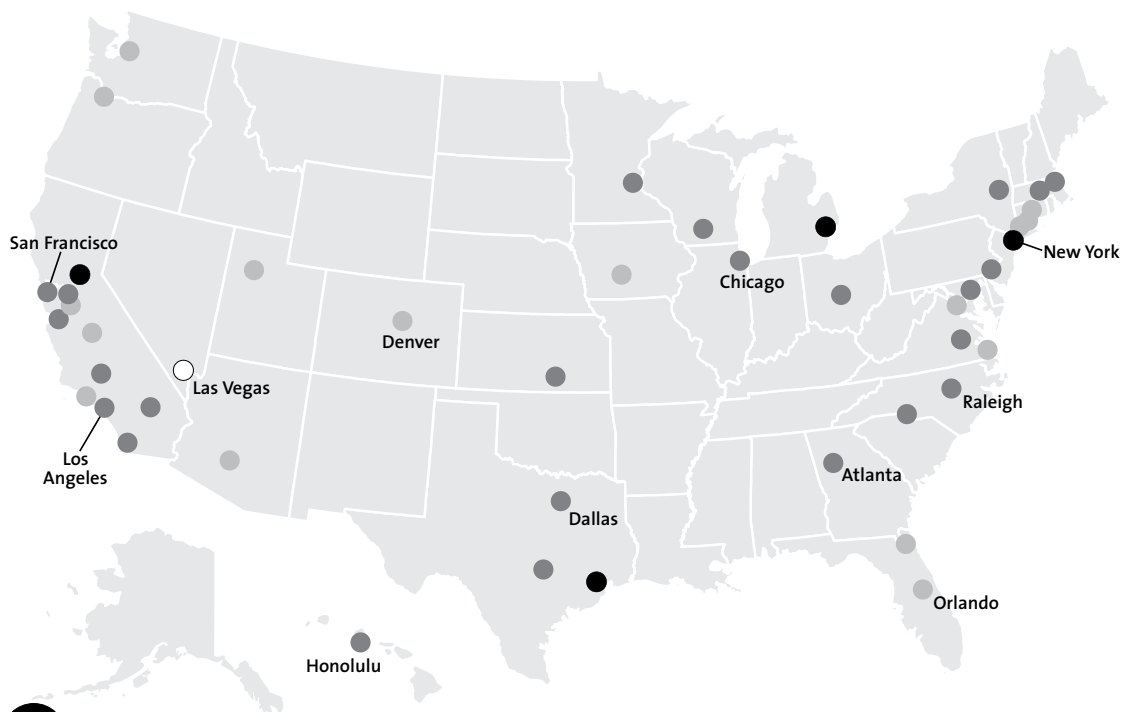 San Francisco
New York
Chicago
Denver
Las Vegas
Raleigh
Los
Angeles
Atlanta
Dallas
Orlando
Honolulu